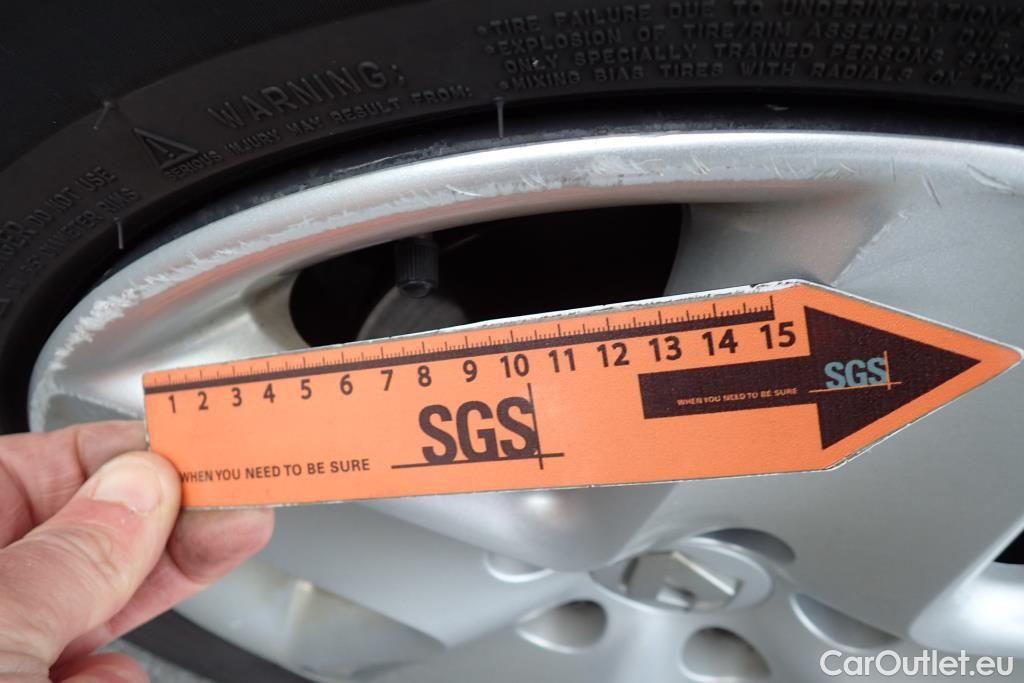 •TIRE FAILURE DUE TO UNDERINFLATION/O
•EXPLOSION OF TIRE/RIM ASSEMBLY DUE
ONLY SPECIALLY TRAINED PERSONS SHO
•MIXING BIAS TIRES WITH RADIALS ON THE
WARNING:
SERIOUS INJURY MAY RESULT FROM:
DO NOT USE
DIAMETER RIMS
1 2 3 4 5 6 7 8 9 10 11 12 13 14 15
SGS
WHEN YOU NEED TO BE SURE
SGS
WHEN YOU NEED TO BE SURE
CarOutlet.eu